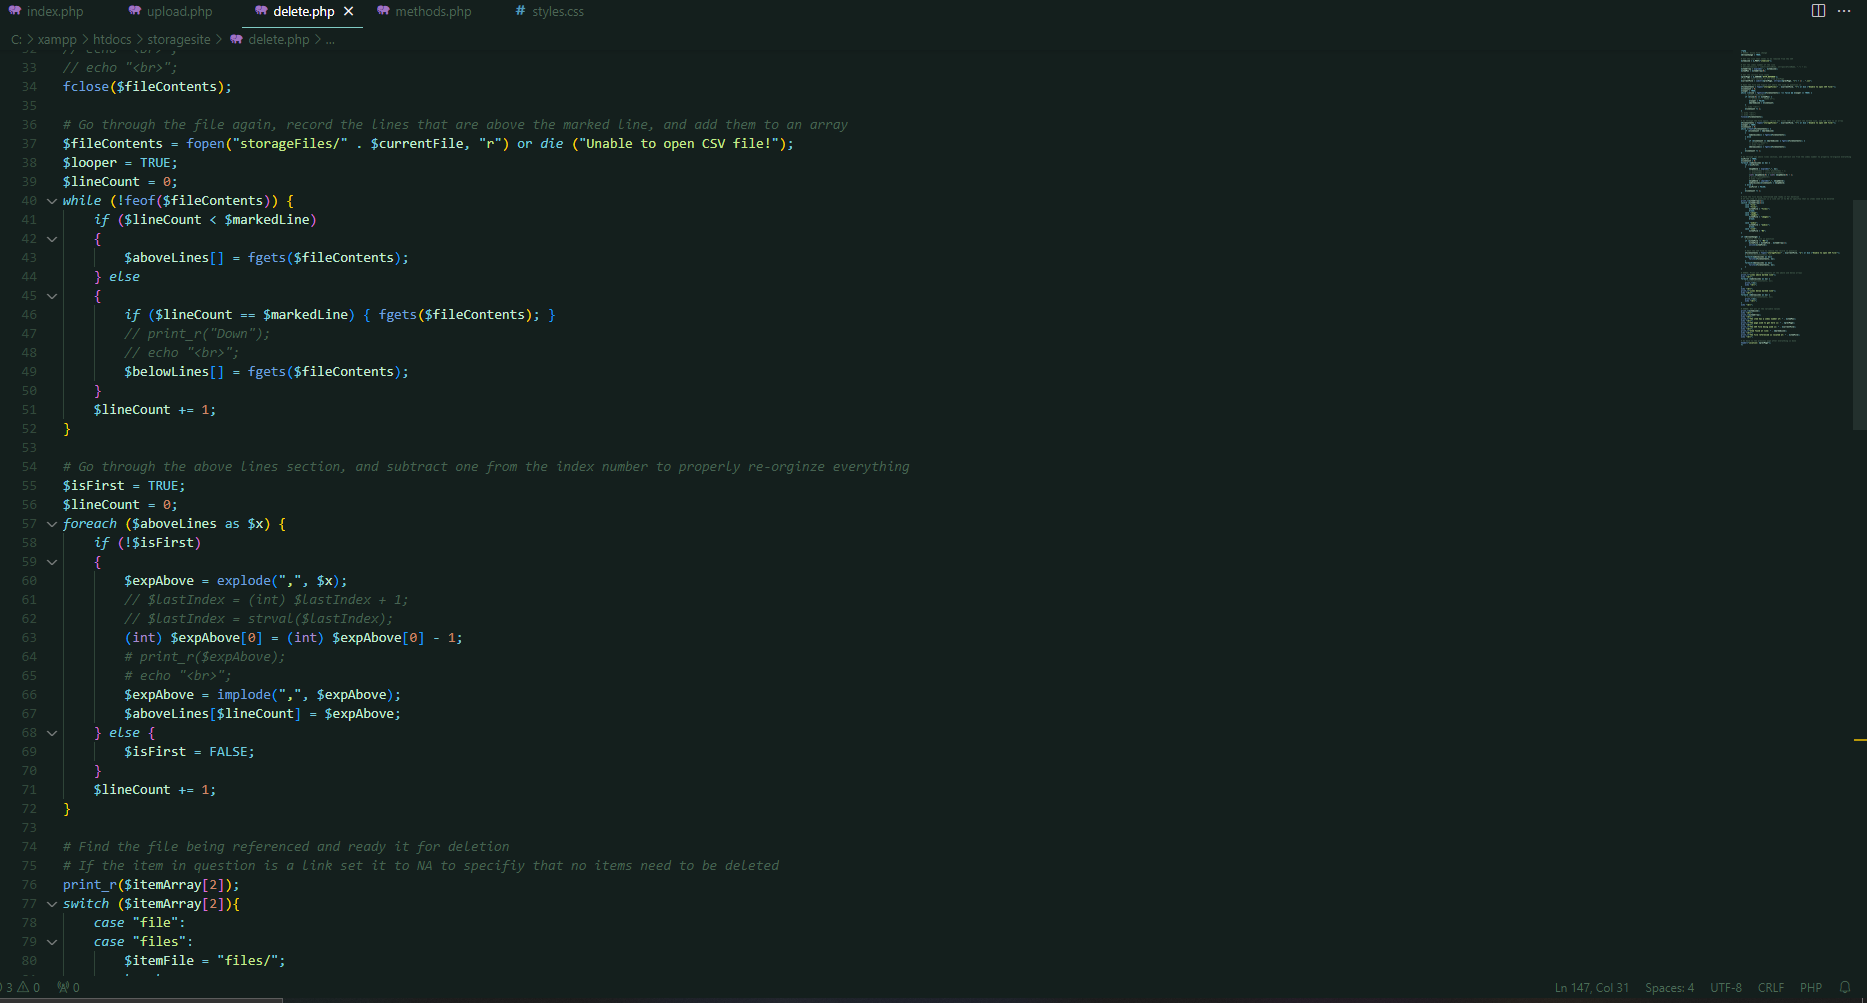 index.php upload.php delete.php methods.php # styles.css
C: > xampp > htdocs > storagesite > delete.php > ...
32 // echo "<br>";
33 // echo "<br>";
34 fclose($fileContents);
35
36 # Go through the file again, record the lines that are above the marked line, and add them to an array
37 $fileContents = fopen("storageFiles/" . $currentFile, "r") or die ("Unable to open CSV file!");
38 $looper = TRUE;
39 $lineCount = 0;
40 while (!feof($fileContents)) {
41 if ($lineCount < $markedLine)
42 {
43 $aboveLines[] = fgets($fileContents);
44 } else
45 {
46 if ($lineCount == $markedLine) { fgets($fileContents); }
47 // print_r("Down");
48 // echo "<br>";
49 $belowLines[] = fgets($fileContents);
50 }
51 $lineCount += 1;
52 }
53
54 # Go through the above lines section, and subtract one from the index number to properly re-orginze everything
55 $isFirst = TRUE;
56 $lineCount = 0;
57 foreach ($aboveLines as $x) {
58 if (!$isFirst)
59 {
60 $expAbove = explode(",", $x);
61 // $lastIndex = (int) $lastIndex + 1;
62 // $lastIndex = strval($lastIndex);
63 (int) $expAbove[0] = (int) $expAbove[0] - 1;
64 # print_r($expAbove);
65 # echo "<br>";
66 $expAbove = implode(",", $expAbove);
67 $aboveLines[$lineCount] = $expAbove;
68 } else {
69 $isFirst = FALSE;
70 }
71 $lineCount += 1;
72 }
73
74 # Find the file being referenced and ready it for deletion
75 # If the item in question is a link set it to NA to specifiy that no items need to be deleted
76 print_r($itemArray[2]);
77 switch ($itemArray[2]){
78 case "file":
79 case "files":
80 $itemFile = "files/";
3 0 0 Ln 147, Col 31 Spaces: 4 UTF-8 CRLF PHP